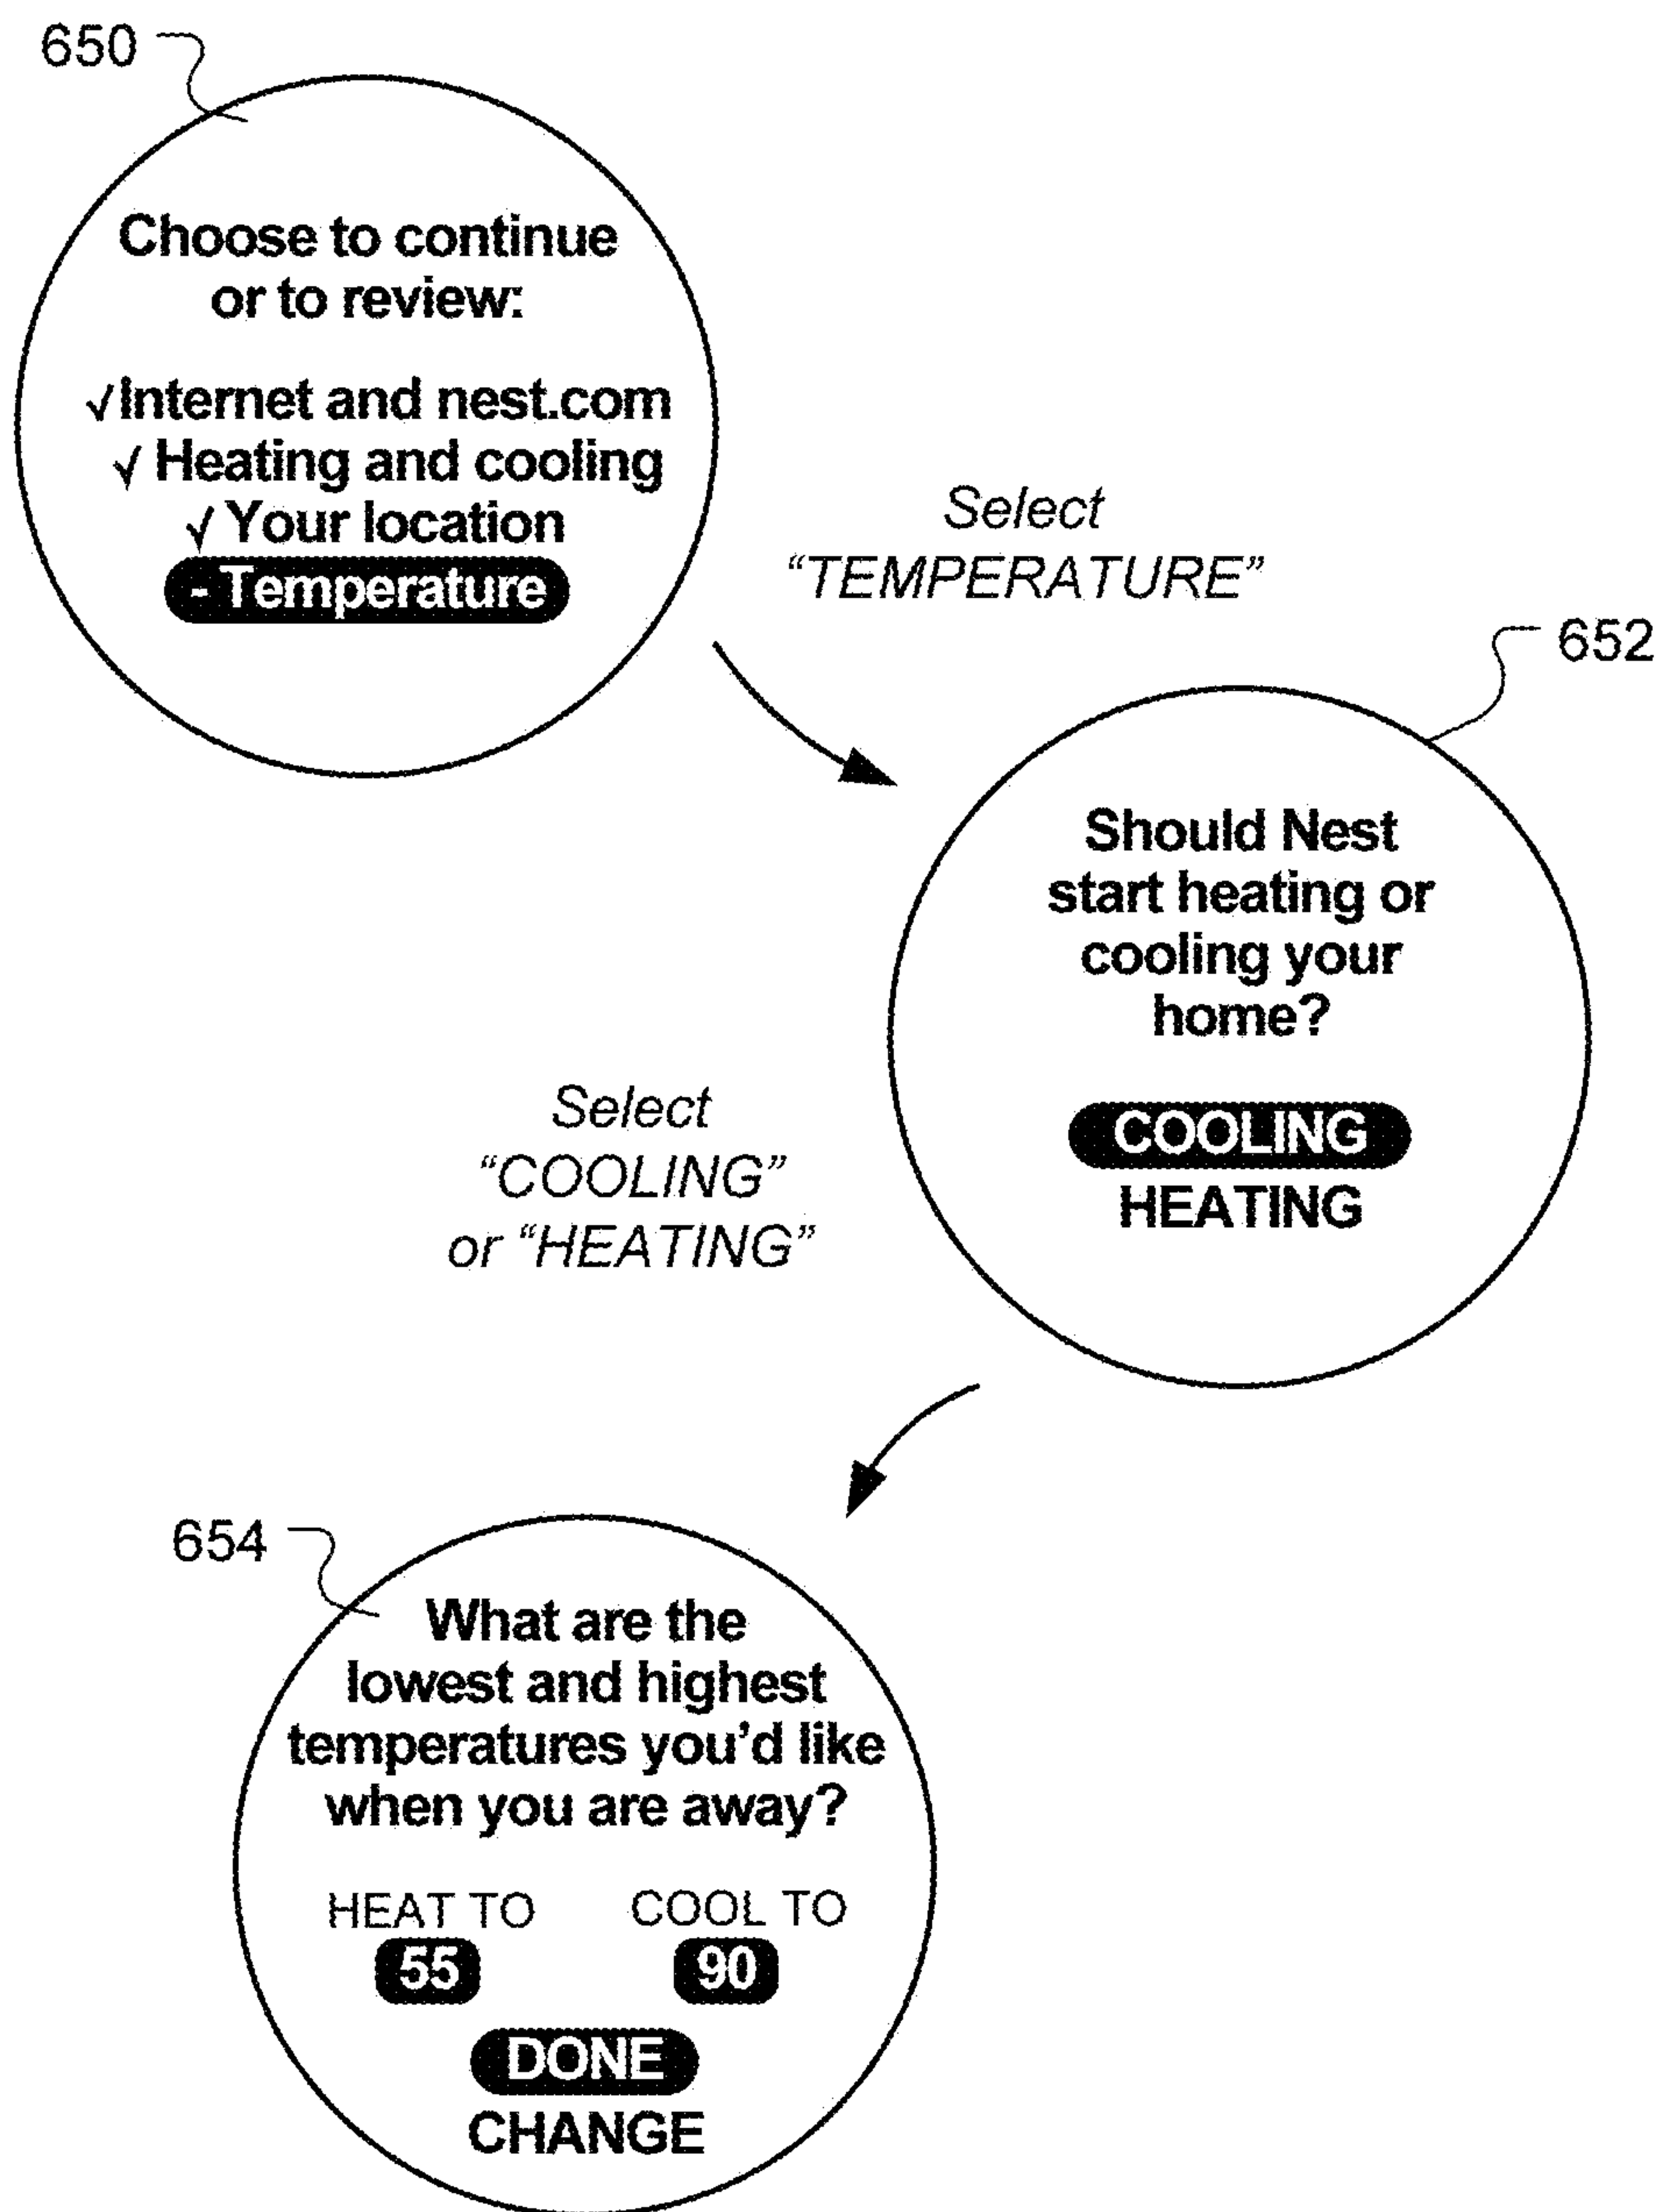 650
Choose to continue
or to review:
√Internet and nest.com
√ Heating and cooling
√ Your location
- Temperature
Select
“TEMPERATURE”
652
Should Nest
start heating or
cooling your
home?
COOLING
HEATING
Select
“COOLING”
or “HEATING”
654
What are the
lowest and highest
temperatures you’d like
when you are away?
HEAT TO COOL TO
55 90
DONE
CHANGE